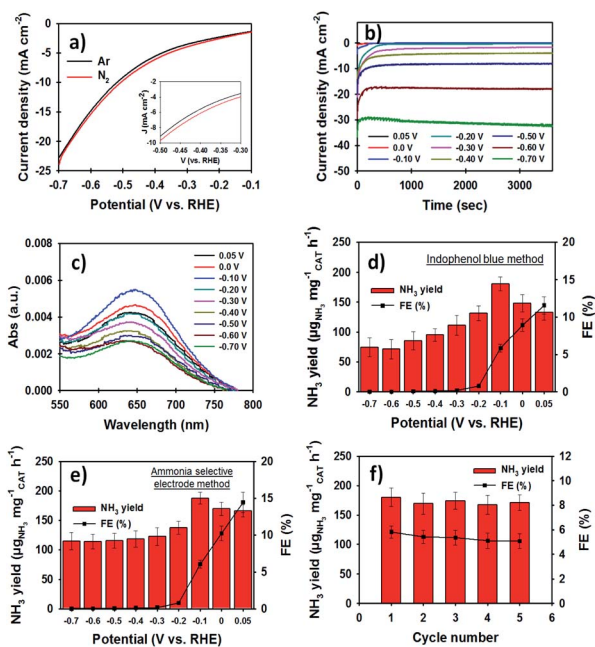 a)
Ar
N2
Current density (mA cm-2)
0
-5
-10
-15
-20
-25
-0.7 -0.6 -0.5 -0.4 -0.3 -0.2 -0.1
Potential (V vs. RHE)
J (mA cm-2)
-2
-4
-6
-8
-10
-0.50 -0.45 -0.40 -0.35 -0.30
V (vs. RHE)
b)
Current density (mA cm-2)
0
-10
-20
-30
-40
-50
0.05 V -0.20 V -0.50 V
0.0 V -0.30 V -0.60 V
-0.10 V -0.40 V -0.70 V
0 1000 2000 3000
Time (sec)
c)
Abs (a.u.)
0.008
0.006
0.004
0.002
0.000
0.05 V
0.0 V
-0.10 V
-0.20 V
-0.30 V
-0.40 V
-0.50 V
-0.60 V
-0.70 V
550 600 650 700 750 800
Wavelength (nm)
d)
Indophenol blue method
NH3 yield
FE (%)
NH3 yield (µgNH3 mg-1CAT h-1)
250
200
150
100
50
0
20
15
10
5
0
FE (%)
-0.7 -0.6 -0.5 -0.4 -0.3 -0.2 -0.1 0 0.05
Potential (V vs. RHE)
e)
Ammonia selective
electrode method
NH3 yield
FE (%)
NH3 yield (µgNH3 mg-1CAT h-1)
250
200
150
100
50
0
20
15
10
5
0
FE (%)
-0.7 -0.6 -0.5 -0.4 -0.3 -0.2 -0.1 0 0.05
Potential (V vs. RHE)
f)
NH3 yield
FE (%)
NH3 yield (µgNH3 mg-1CAT h-1)
250
200
150
100
50
0
12
10
8
6
4
2
0
FE (%)
0 1 2 3 4 5 6
Cycle number